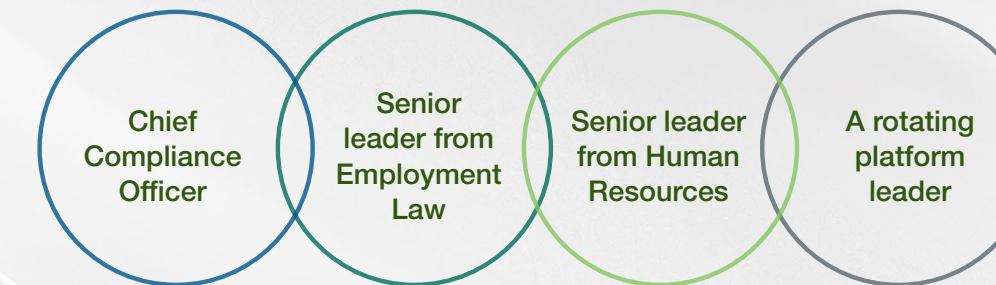 Chief
Compliance
Officer
Senior
leader from
Employment
Law
Senior leader
from Human
Resources
A rotating
platform
leader